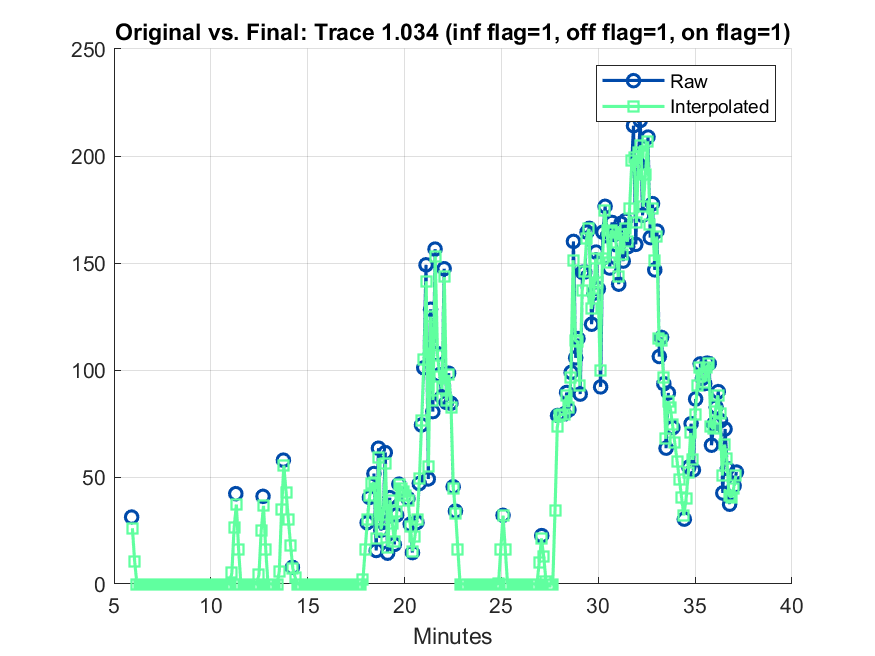 Original vs. Final: Trace 1.034 (inf flag=1, off flag=1, on flag=1)
250
200
150
100
50
0
Raw
Interpolated
5 10 15 20 25 30 35 40
Minutes